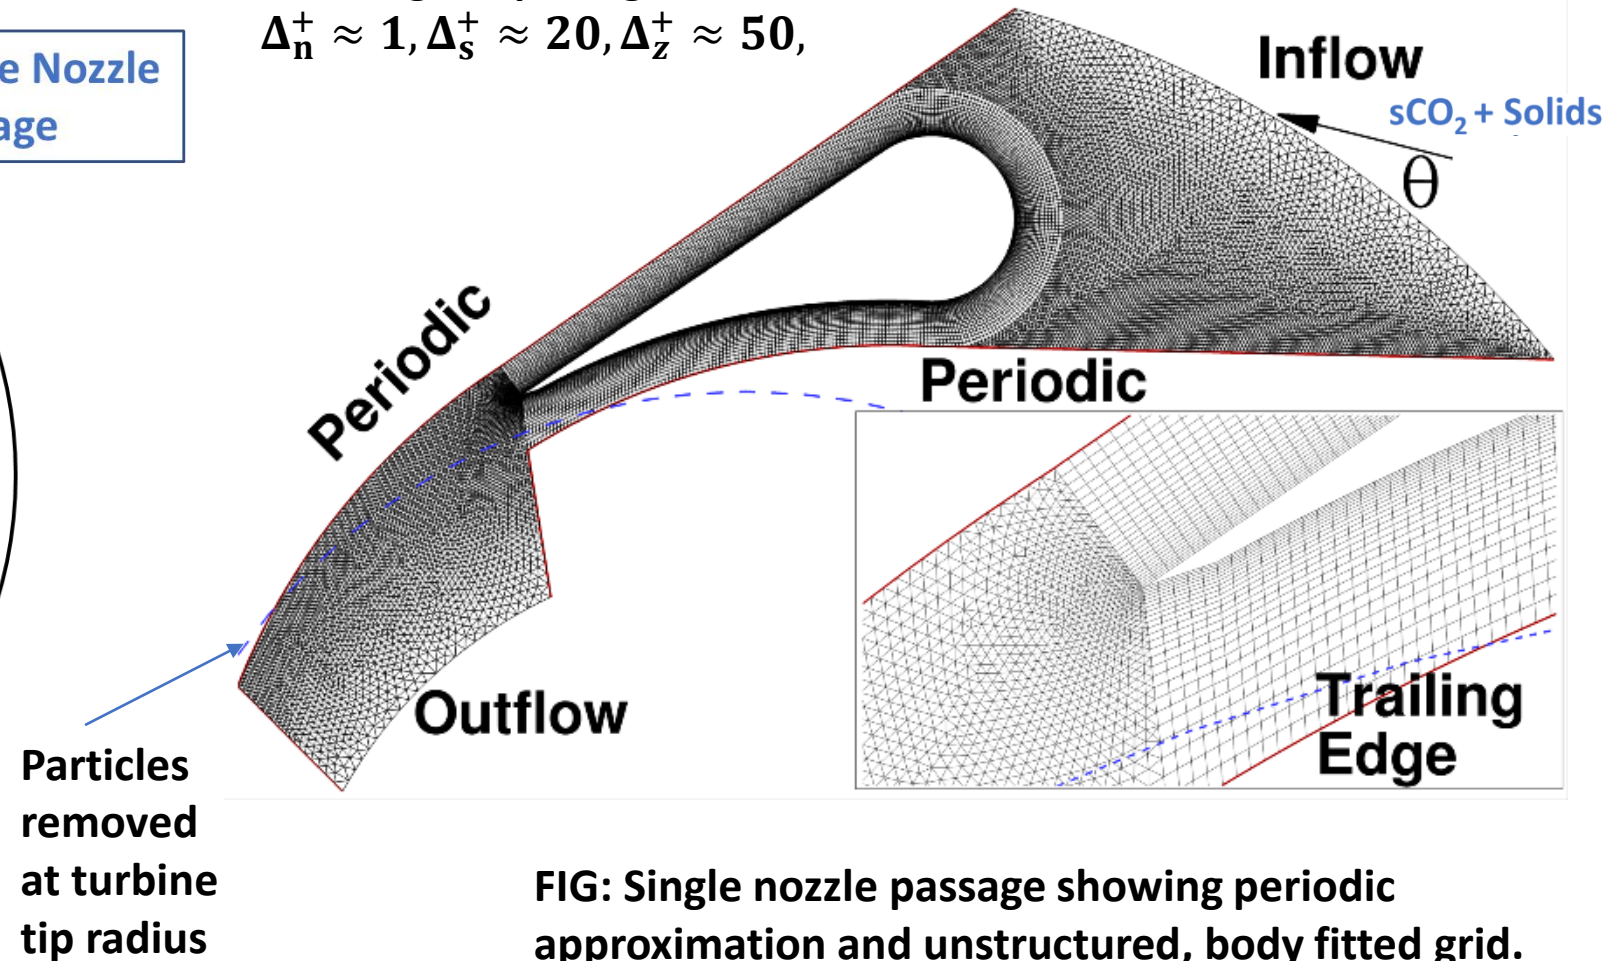 e Nozzle
age
Δₙ⁺ ≈ 1, Δₛ⁺ ≈ 20, Δ_z⁺ ≈ 50,
Inflow
sCO₂ + Solids
θ
Periodic
Periodic
Trailing
Edge
Outflow
Particles
removed
at turbine
tip radius
FIG: Single nozzle passage showing periodic
approximation and unstructured, body fitted grid.